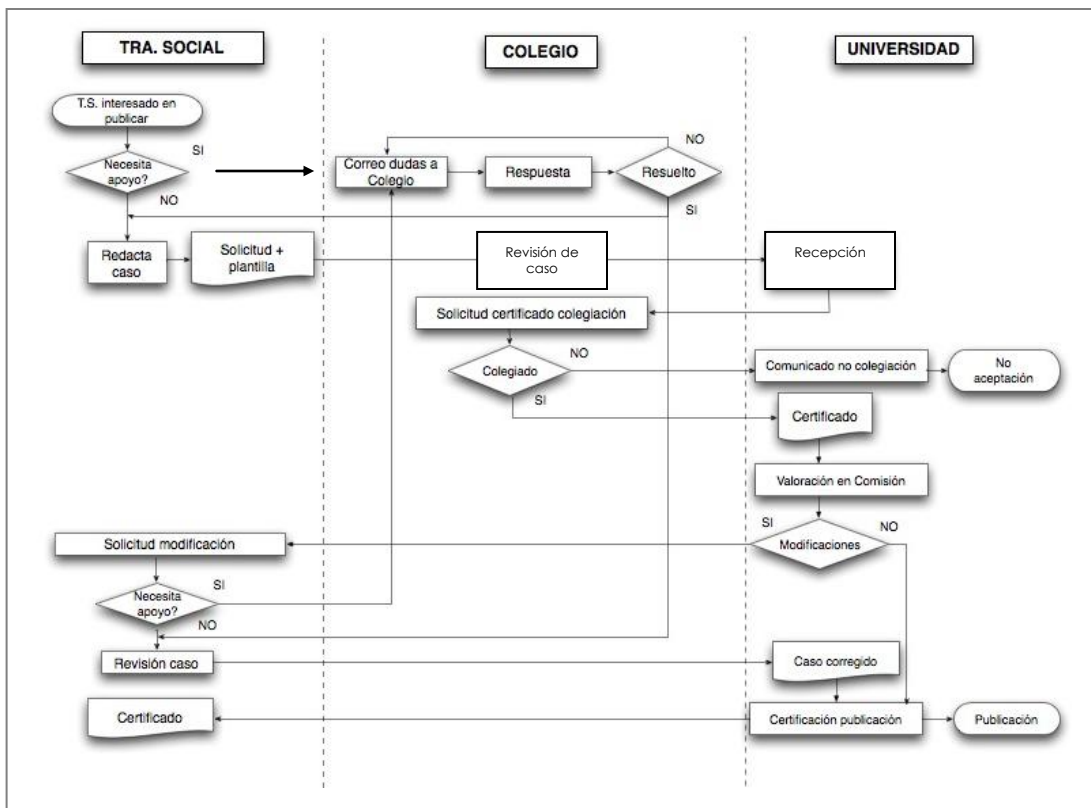 TRA. SOCIAL
COLEGIO
UNIVERSIDAD
T.S. interesado en
publicar
SI
Necesita
apoyo?
NO
NO
Correo dudas a
Colegio
Respuesta
Resuelto
SI
Redacta
caso
Solicitud +
plantilla
Revisión de
caso
Recepción
Solicitud certificado colegiación
Colegiado
NO
SI
Comunicado no colegiación
No
aceptación
Certificado
Valoración en Comisión
SI
NO
Modificaciones
Solicitud modificación
SI
Necesita
apoyo?
NO
Revisión caso
Caso corregido
Certificado
Certificación publicación
Publicación